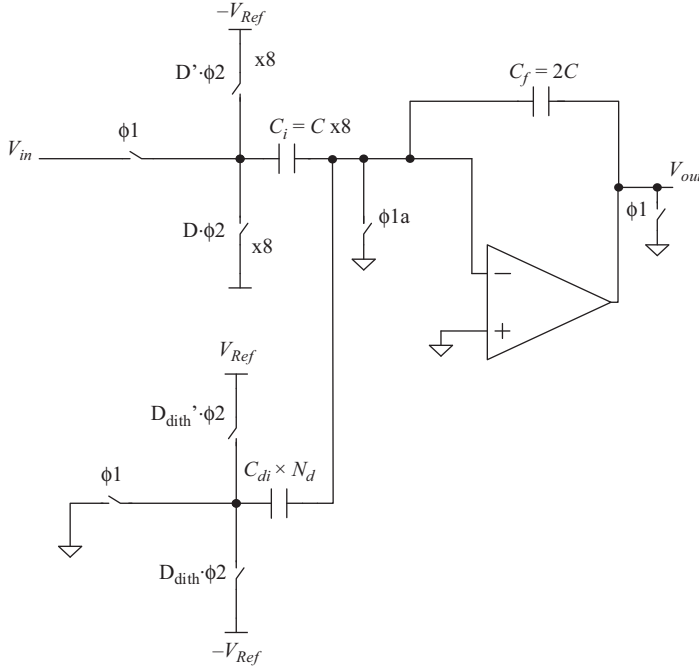 −V_Ref
D'·ϕ2
x8
C_f = 2C
ϕ1
C_i = C x8
V_in
V_out
ϕ1
D·ϕ2
x8
ϕ1a
−
+
V_Ref
D_dith'·ϕ2
ϕ1
C_di × N_d
D_dith·ϕ2
−V_Ref